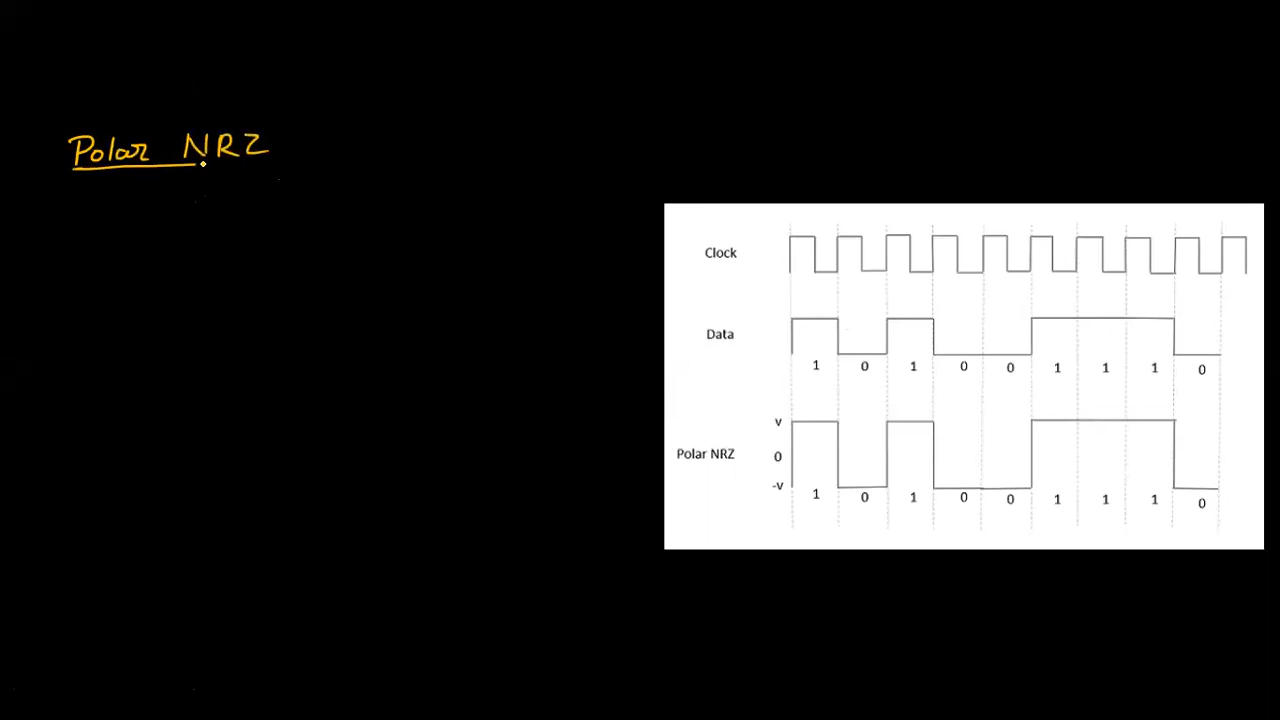 Polar NRZ
Clock
Data
1 0 1 0 0 1 1 1 0
v
Polar NRZ 0
-v
1 0 1 0 0 1 1 1 0